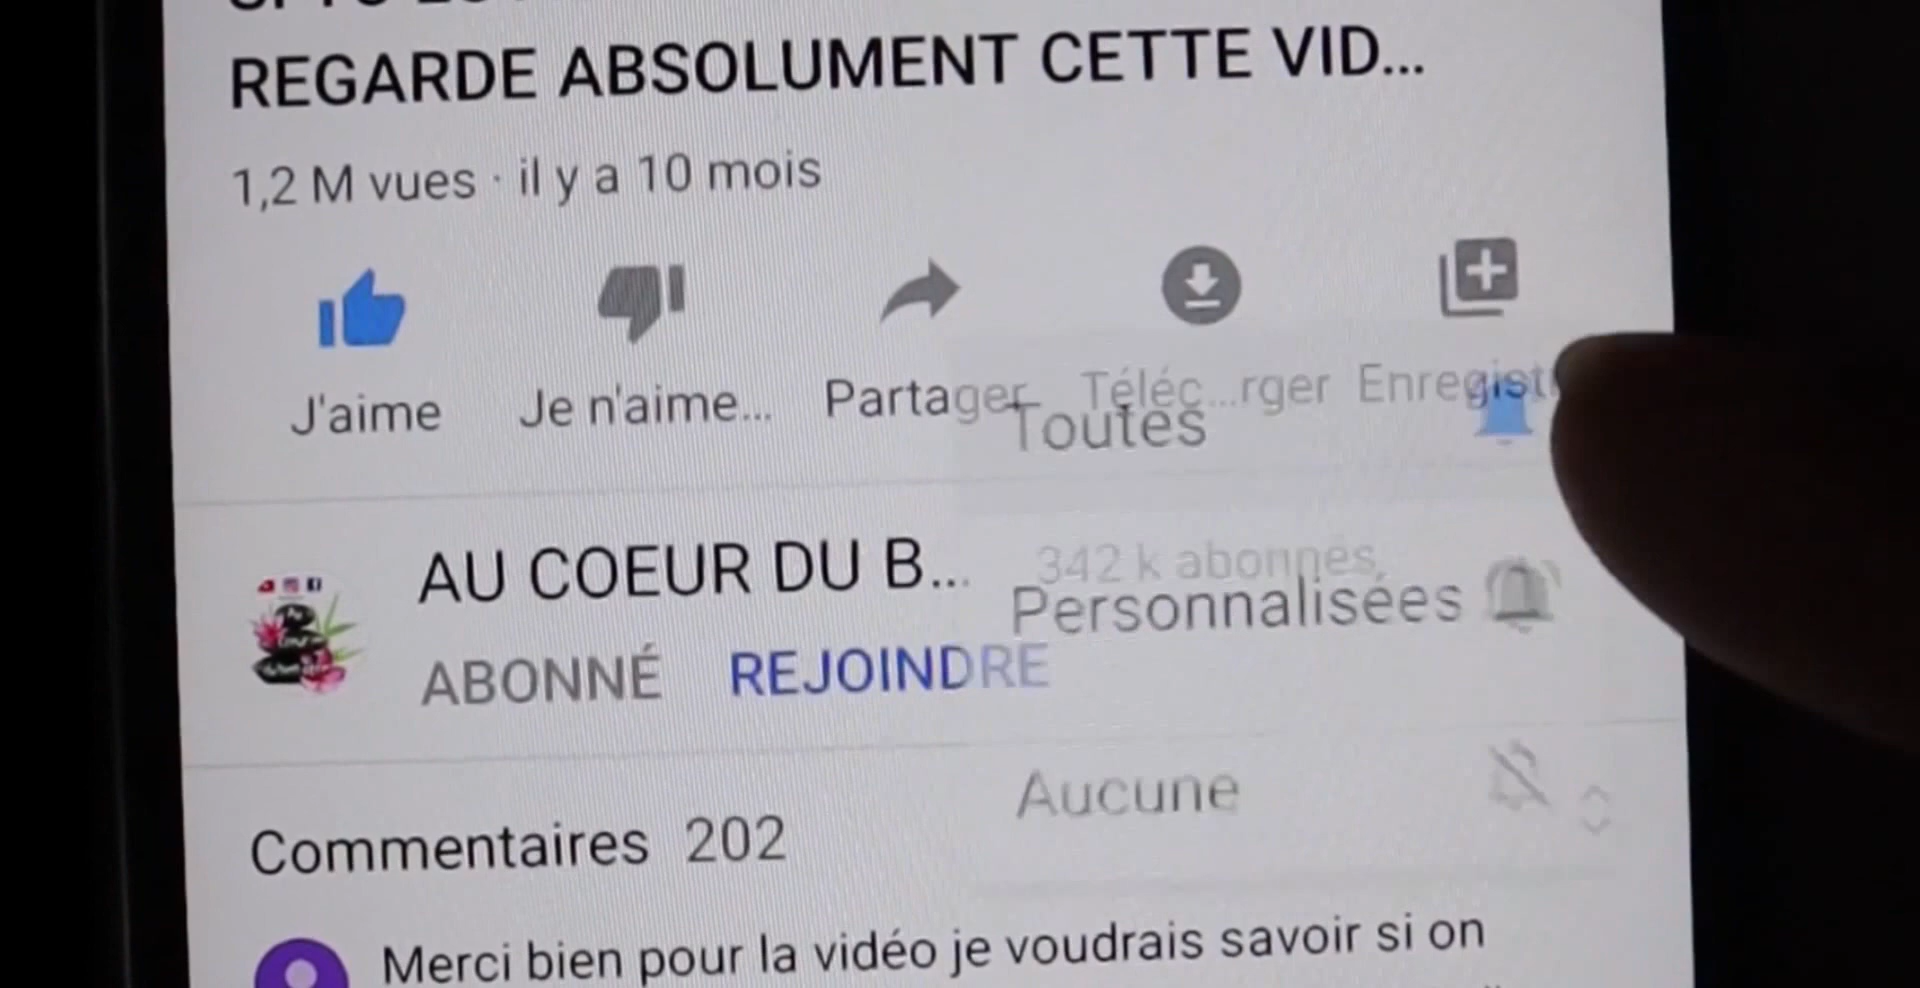 REGARDE ABSOLUMENT CETTE VID...
1,2 M vues · il y a 10 mois
J'aime
Je n'aime...
Partager
Téléc...rger
Toutes
AU COEUR DU B...
342 k abonnés
Personnalisées
ABONNÉ
REJOINDRE
Aucune
Commentaires 202
Merci bien pour la vidéo je voudrais savoir si on